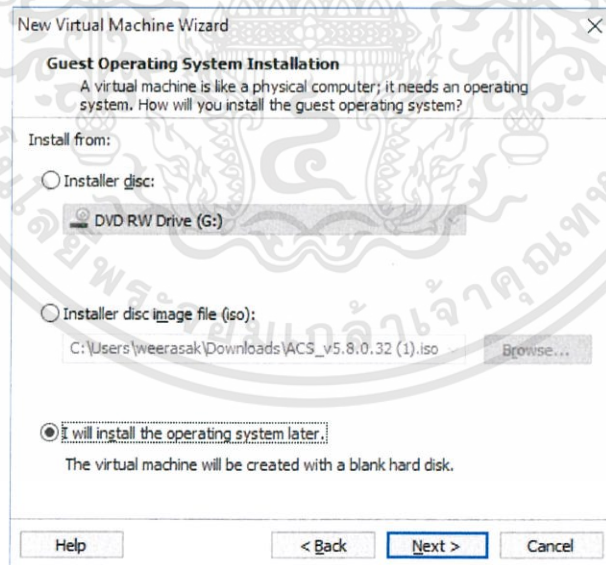 New Virtual Machine Wizard
Guest Operating System Installation
A virtual machine is like a physical computer; it needs an operating
system. How will you install the guest operating system?
Install from:
Installer disc:
DVD RW Drive (G:)
Installer disc image file (iso):
C:\Users\weerasak\Downloads\ACS_v5.8.0.32 (1).iso
Browse...
I will install the operating system later.
The virtual machine will be created with a blank hard disk.
Help
< Back
Next >
Cancel